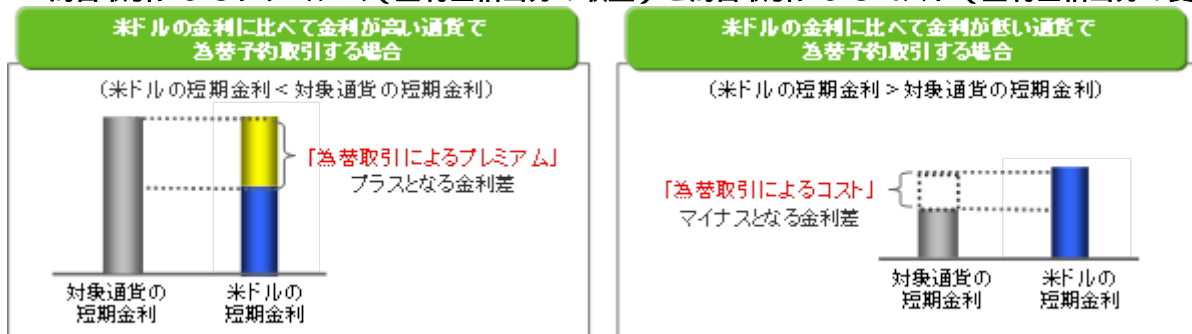 米ドルの金利に比べて金利が高い通貨で
為替予約取引する場合
(米ドルの短期金利 < 対象通貨の短期金利)
「為替取引によるプレミアム」
プラスとなる金利差
対象通貨の
短期金利
米ドルの
短期金利
米ドルの金利に比べて金利が低い通貨で
為替予約取引する場合
(米ドルの短期金利 > 対象通貨の短期金利)
「為替取引によるコスト」
マイナスとなる金利差
対象通貨の
短期金利
米ドルの
短期金利